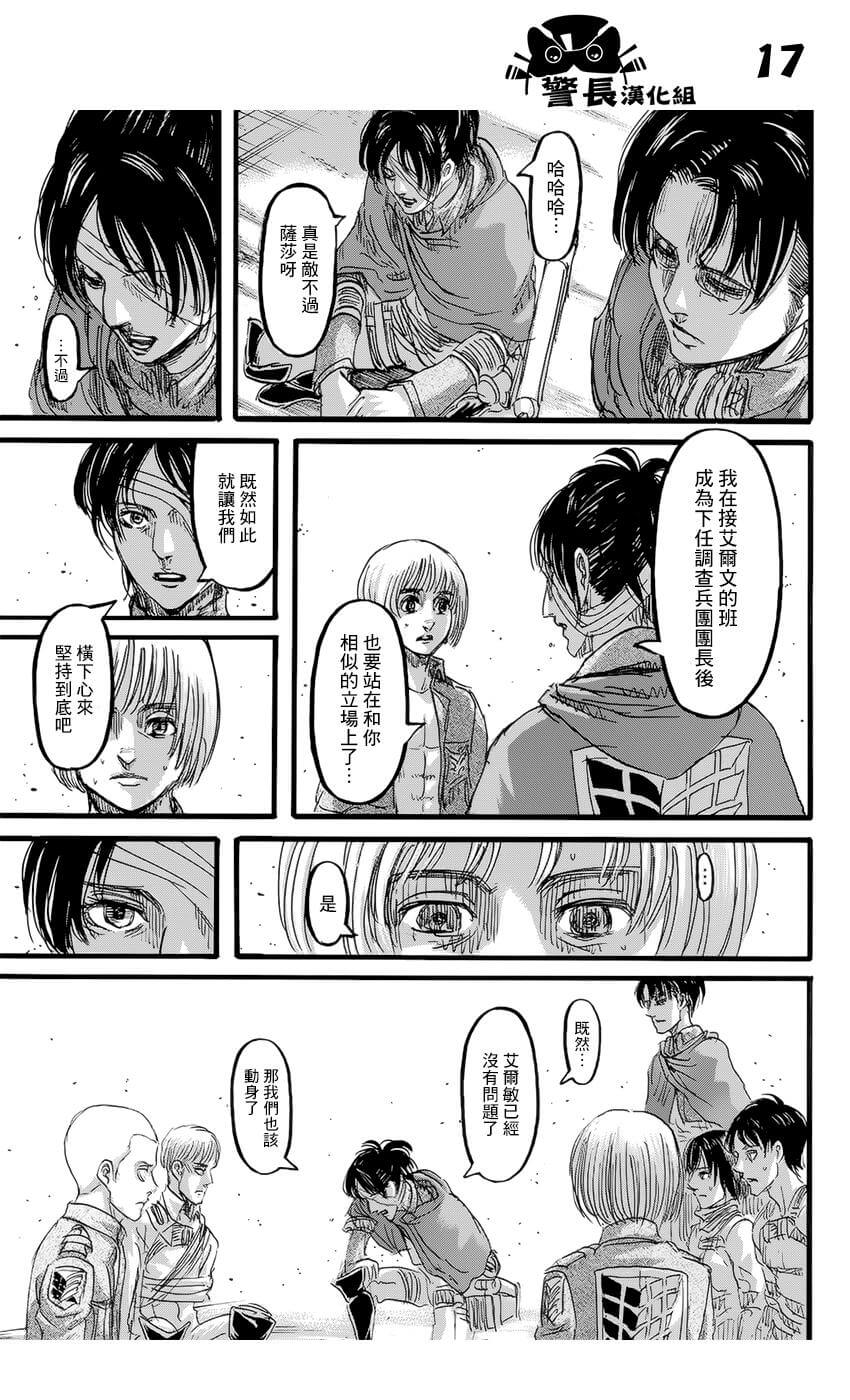 警長漢化組
17
哈哈哈…
真是敵不過
薩莎呀
…不過
我在接艾爾文的班
成為下任調查兵團團長後
也要站在和你
相似的立場上了…
既然如此
就讓我們
橫下心來
堅持到底吧
…
是
既然…
艾爾敏已經
沒有問題了
那我們也該
動身了